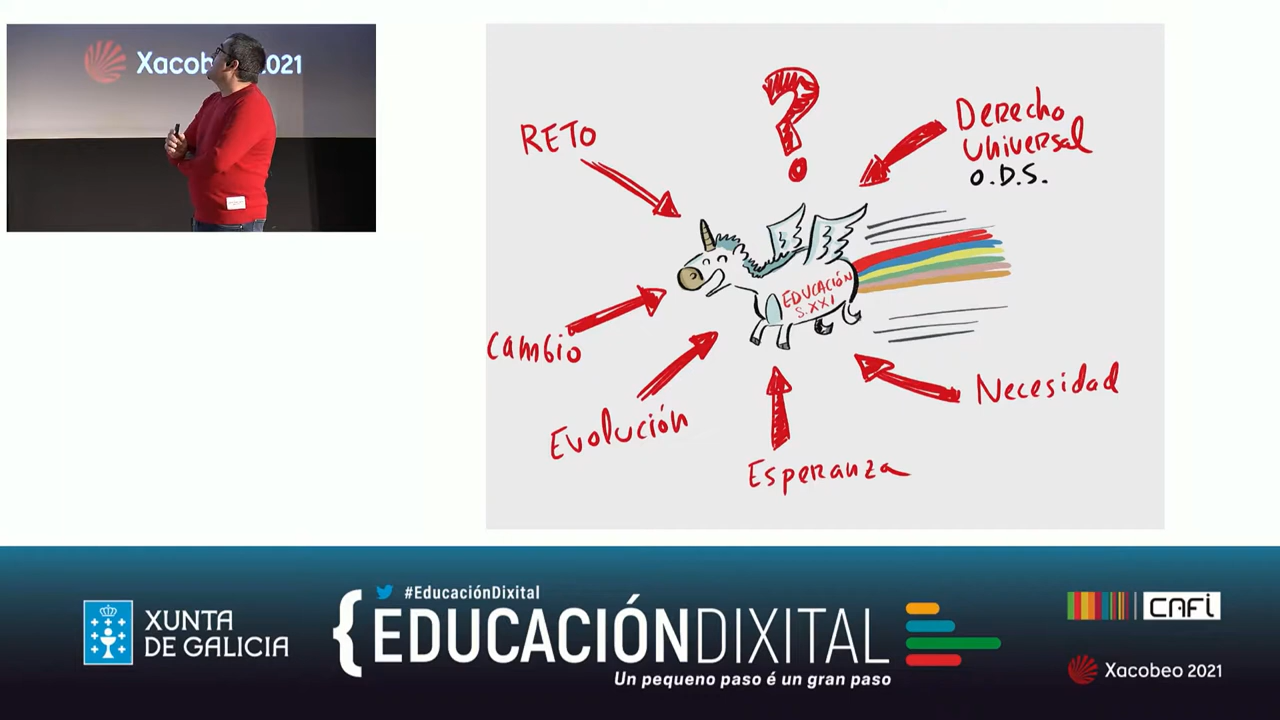 Xacob 2021
?
RETO
Derecho
Universal
O.D.S.
EDUCACIÓN
S.XXI
Cambio
Evolución
Esperanza
Necesidad
#EducaciónDixital
XUNTA
DE GALICIA
{EDUCACIÓNDIXITAL
Un pequeno paso é un gran paso
CAFi
Xacobeo 2021